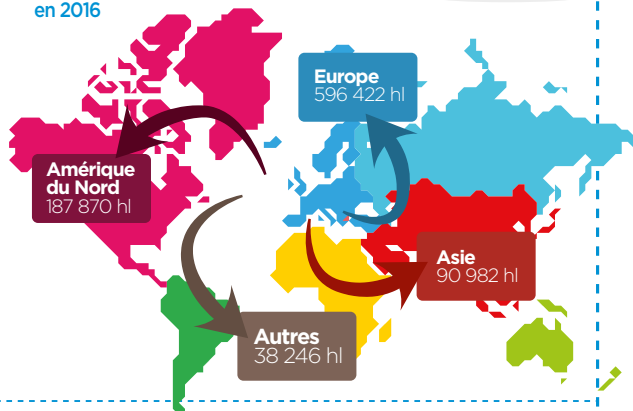 en 2016
Europe
596 422 hl
Amérique
du Nord
187 870 hl
Asie
90 982 hl
Autres
38 246 hl